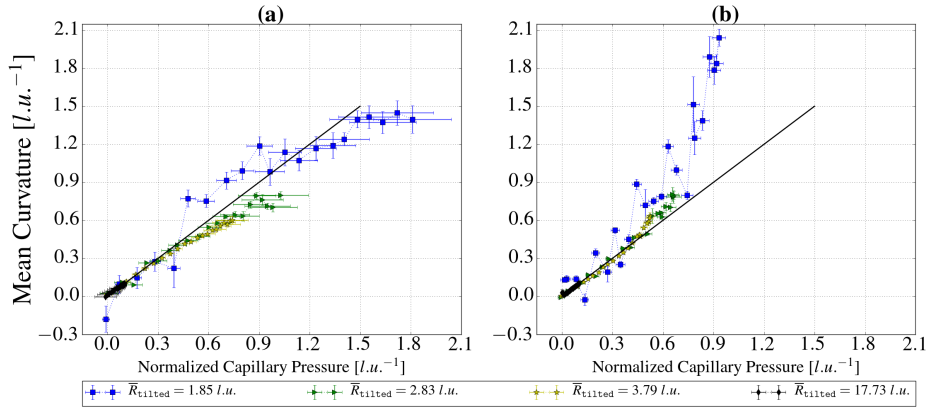 (a) (b)
2.1 2.1
1.8 1.8
1.5 1.5
1.2 1.2
0.9 0.9
0.6 0.6
0.3 0.3
0.0 0.0
−0.3 −0.3
Mean Curvature [l.u.⁻¹]
0.0 0.3 0.6 0.9 1.2 1.5 1.8 2.1 0.0 0.3 0.6 0.9 1.2 1.5 1.8 2.1
Normalized Capillary Pressure [l.u.⁻¹] Normalized Capillary Pressure [l.u.⁻¹]
R̅tilted = 1.85 l.u. R̅tilted = 2.83 l.u. R̅tilted = 3.79 l.u. R̅tilted = 17.73 l.u.